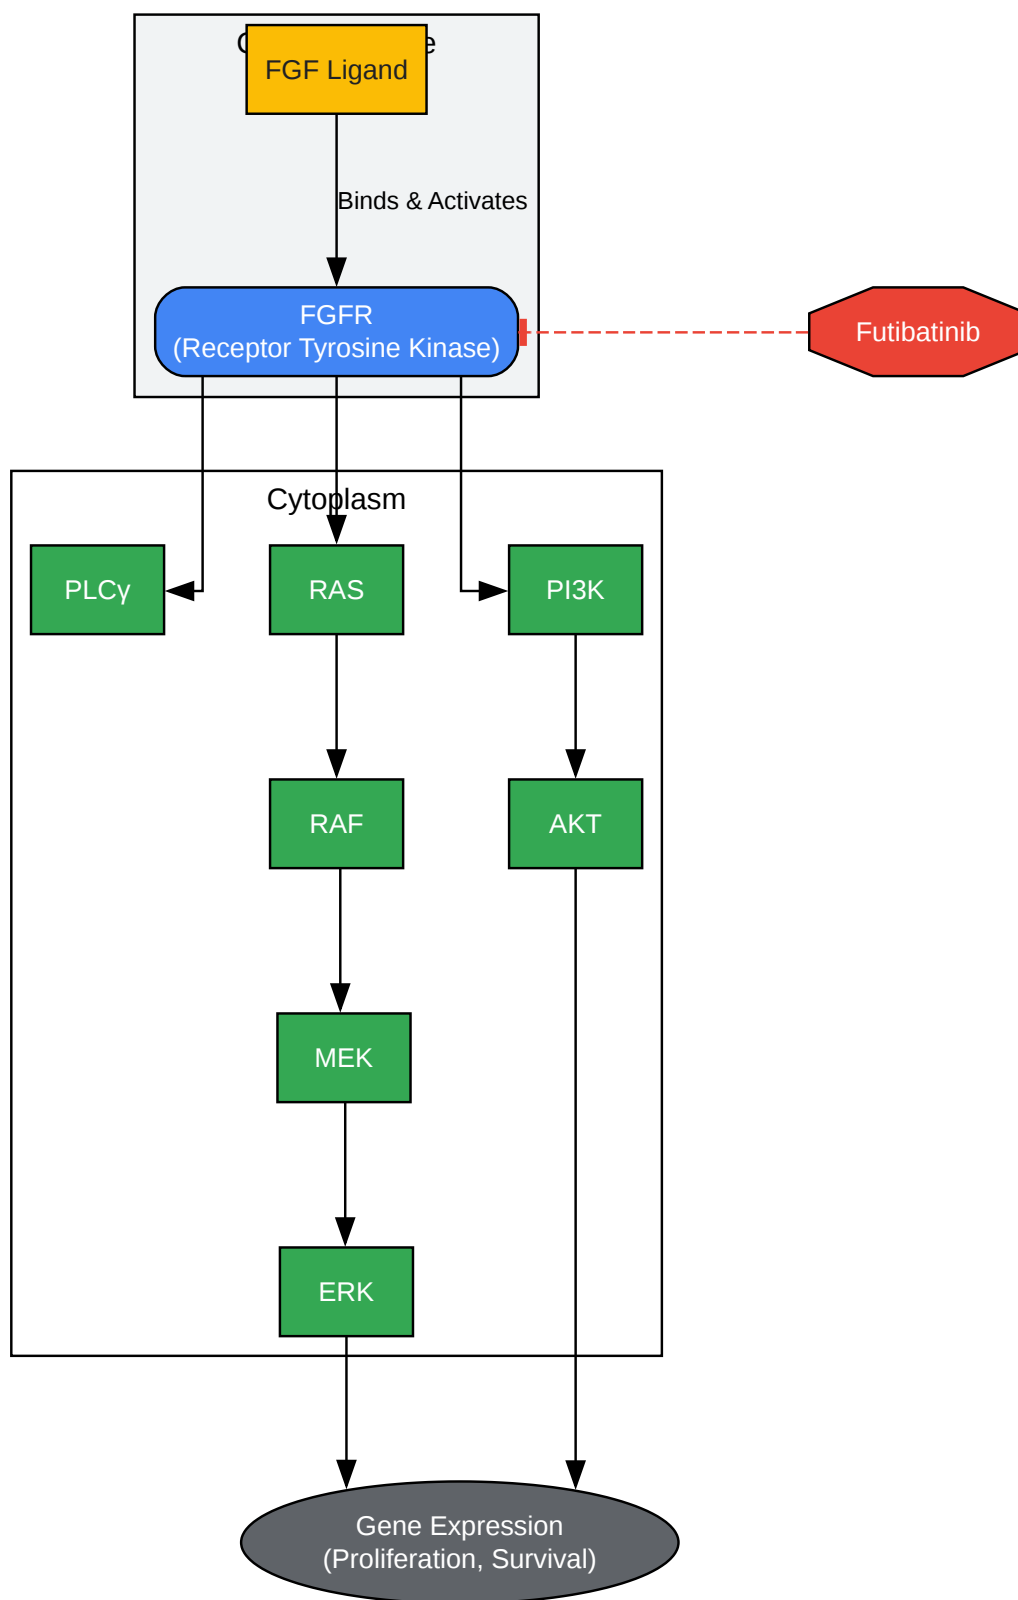 FGF Ligand
Binds & Activates
FGFR
(Receptor Tyrosine Kinase)
Futibatinib
Cytoplasm
PLCγ
RAS
PI3K
RAF
AKT
MEK
ERK
Gene Expression
(Proliferation, Survival)